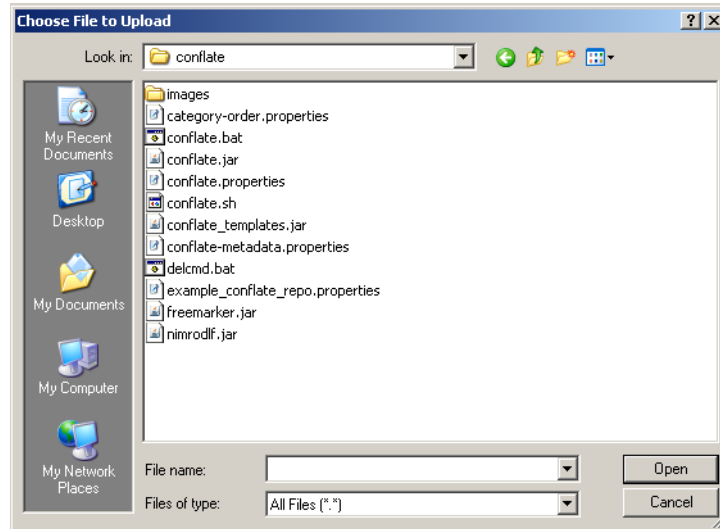 Choose File to Upload
Look in: conflate
My Recent
Documents
Desktop
My Documents
My Computer
My Network
Places
images
category-order.properties
conflate.bat
conflate.jar
conflate.properties
conflate.sh
conflate_templates.jar
conflate-metadata.properties
delcmd.bat
example_conflate_repo.properties
freemarker.jar
nimrodlf.jar
File name: Open
Files of type: All Files (*.*) Cancel